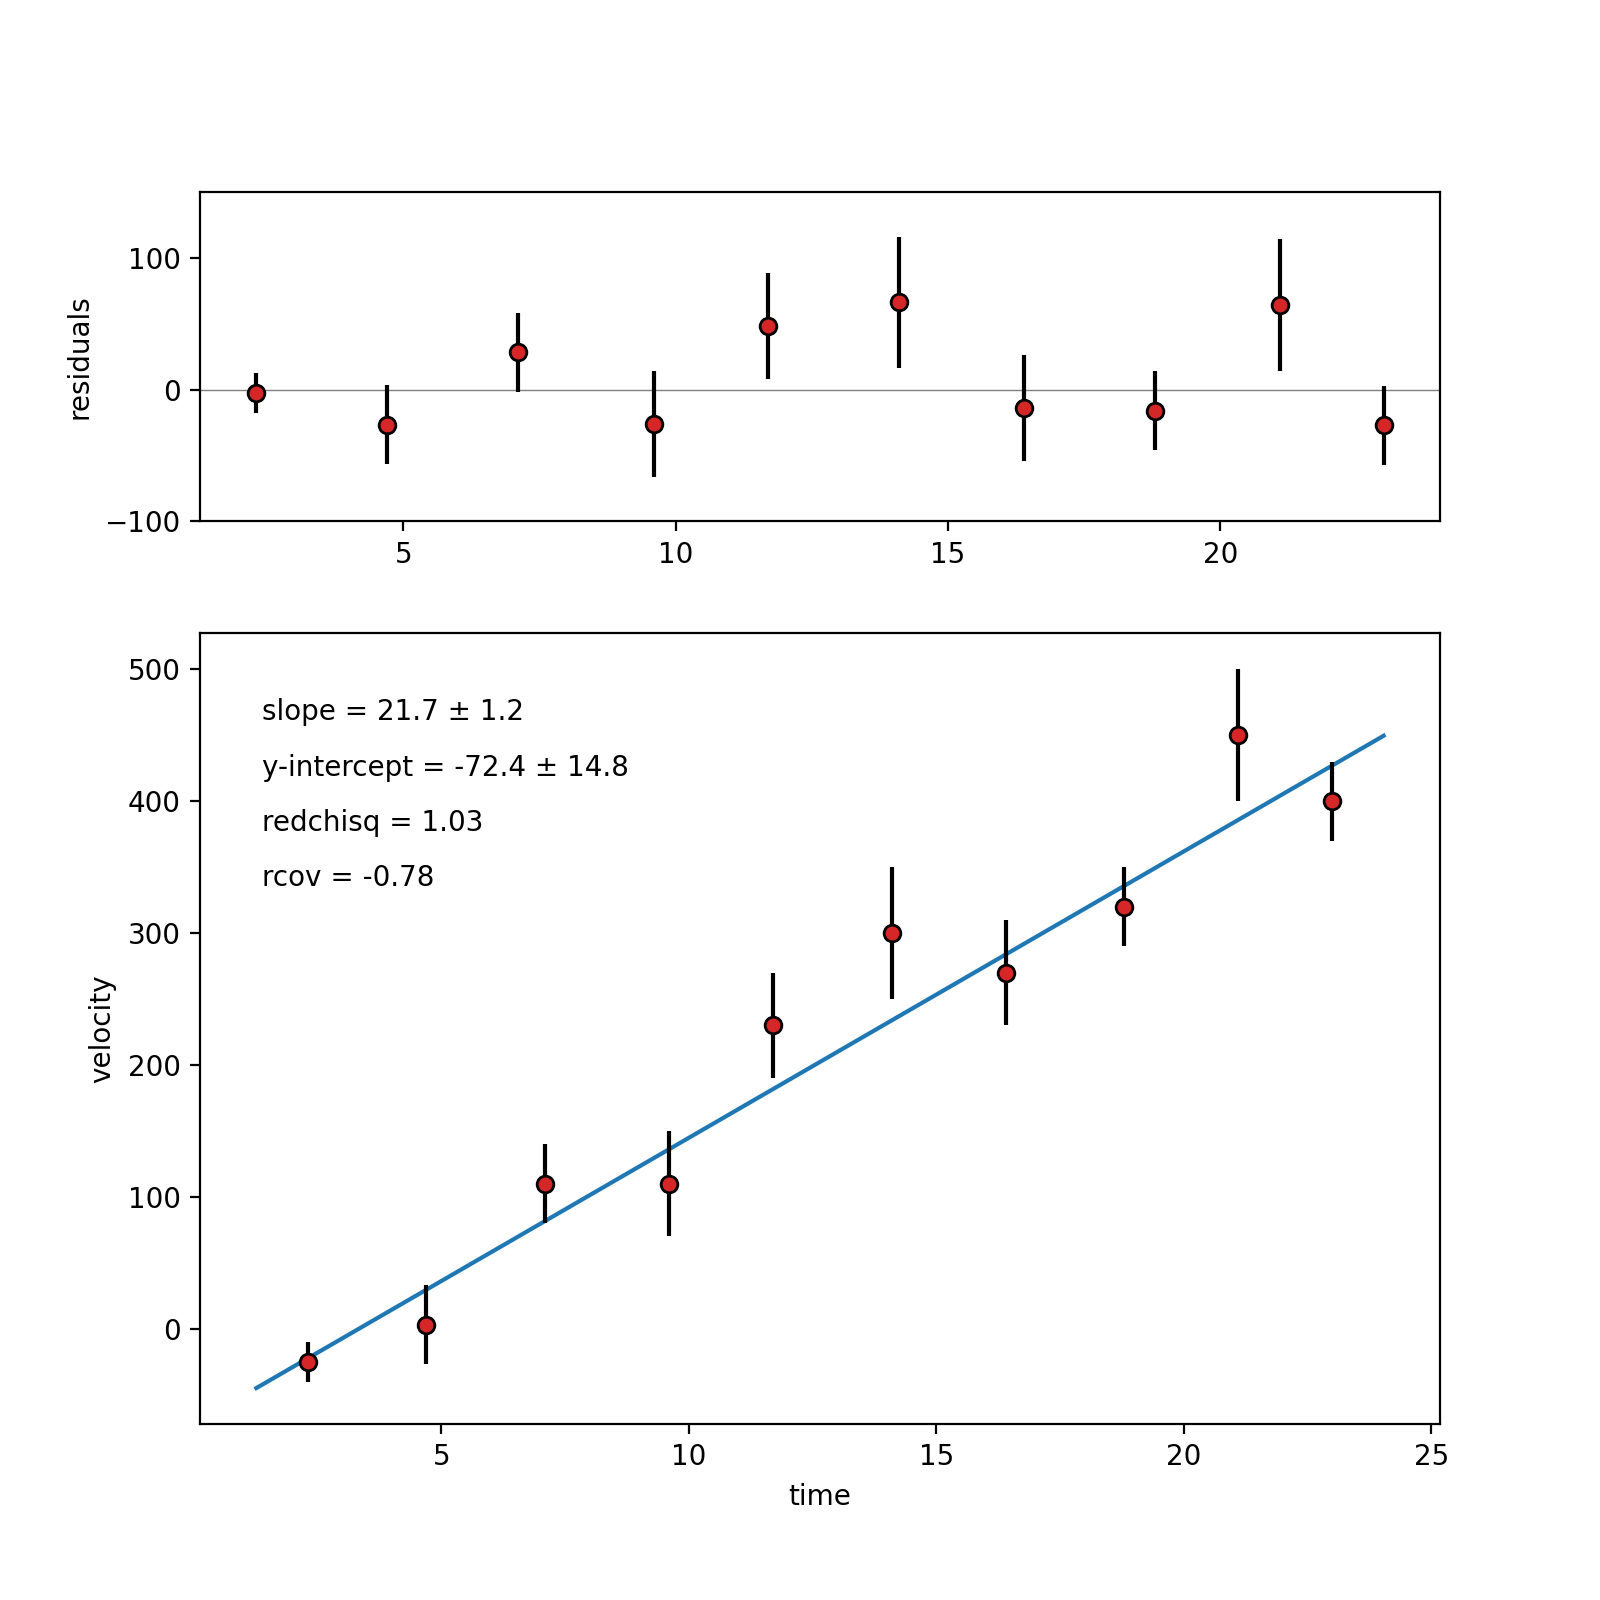 100
0
−100
residuals
5 10 15 20
500
400
300
200
100
0
velocity
slope = 21.7 ± 1.2
y-intercept = -72.4 ± 14.8
redchisq = 1.03
rcov = -0.78
5 10 15 20 25
time